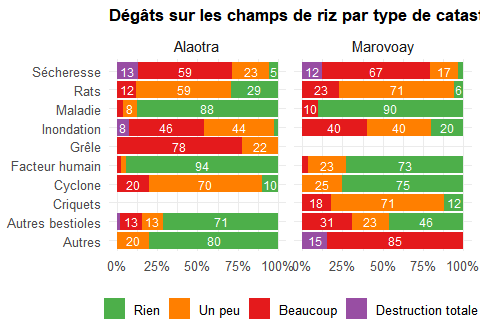 Dégâts sur les champs de riz par type de catast
Alaotra Marovoay
Sécheresse 13 59 23 5 12 67 17
Rats 12 59 29 23 71 6
Maladie 8 88 10 90
Inondation 8 46 44 40 40 20
Grêle 78 22
Facteur humain 94 23 73
Cyclone 20 70 10 25 75
Criquets 18 71 12
Autres bestioles 13 13 71 31 23 46
Autres 20 80 15 85
0% 25% 50% 75% 100% 0% 25% 50% 75% 100%
Rien Un peu Beaucoup Destruction totale